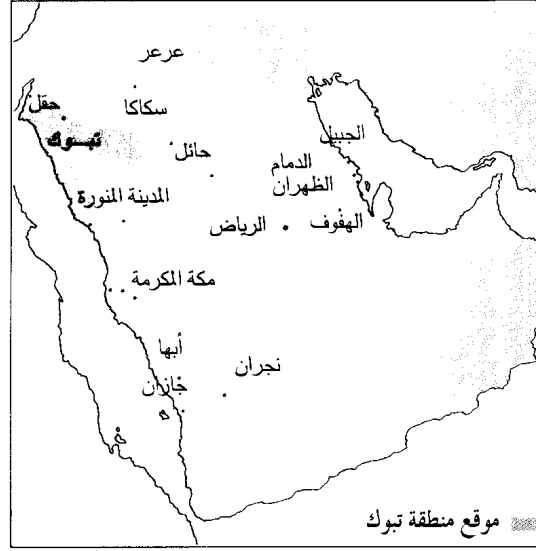 عرعر
سكاكا
حقل
تبوك
حائل
الجبيل
الدمام
الظهران
المدينة المنورة
الهفوف
الرياض
مكة المكرمة
أبها
نجران
جازان
موقع منطقة تبوك